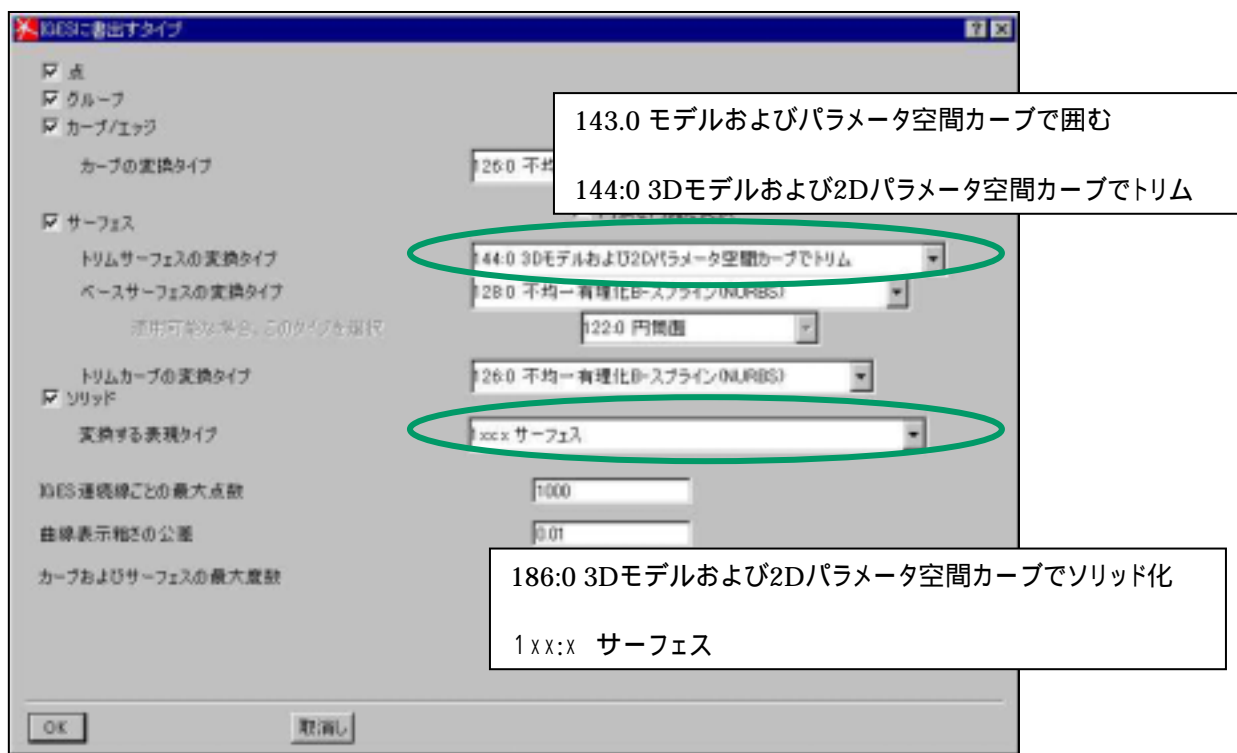 IGESに書出すタイプ
点
グループ
カーブ/エッジ
143.0 モデルおよびパラメータ空間カーブで囲む
カーブの変換タイプ
126:0 不均
144:0 3Dモデルおよび2Dパラメータ空間カーブでトリム
サーフェス
トリムサーフェスの変換タイプ
144:0 3Dモデルおよび2Dパラメータ空間カーブでトリム
ベースサーフェスの変換タイプ
128:0 不均一有理化B-スプライン(NURBS)
適用可能な場合、このタイプを選択
122:0 円筒面
トリムカーブの変換タイプ
126:0 不均一有理化B-スプライン(NURBS)
ソリッド
変換する表現タイプ
1xx:x サーフェス
IGES連続線ごとの最大点数
1000
曲線表示粗さの公差
0.01
カーブおよびサーフェスの最大度数
186:0 3Dモデルおよび2Dパラメータ空間カーブでソリッド化
1xx:x サーフェス
OK
取消し